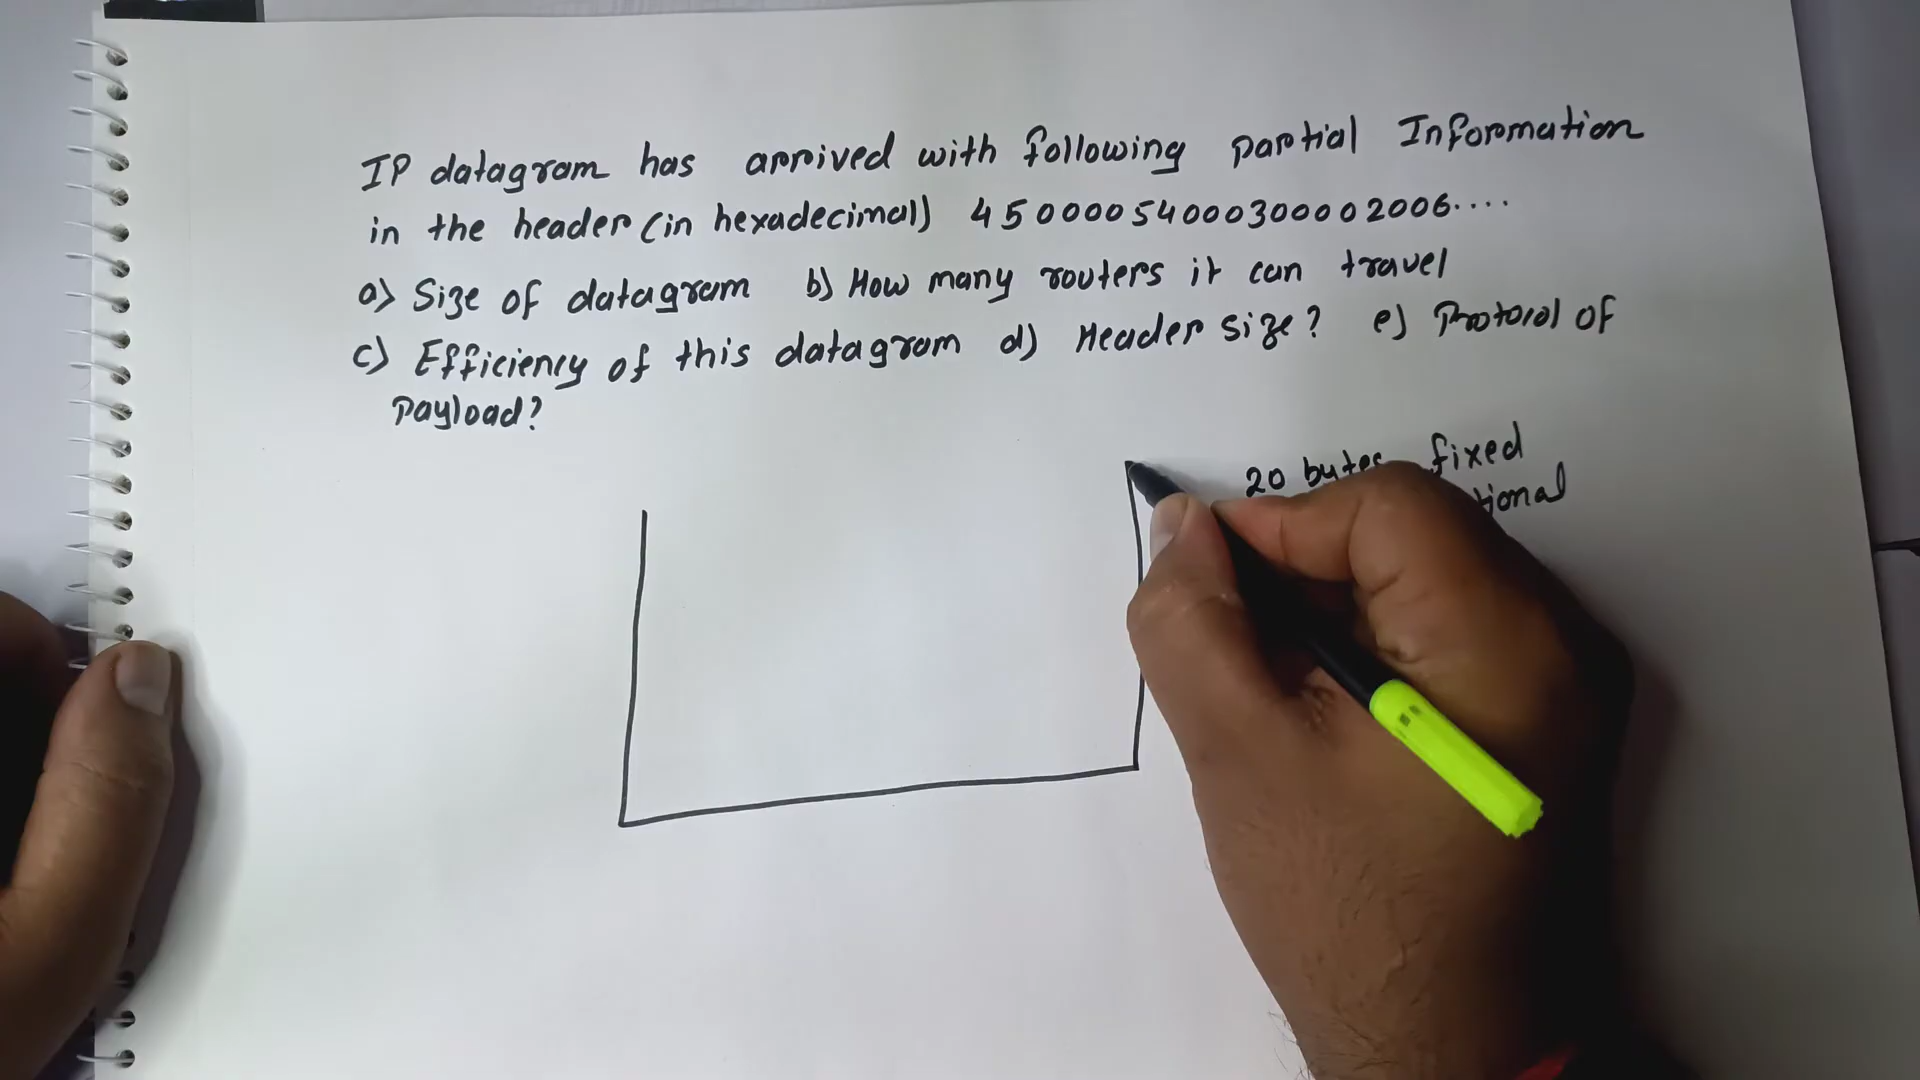 IP datagram has arrived with following partial Information
in the header (in hexadecimal) 45000054000300002006....
a) Size of datagram b) How many routers it can travel
c) Efficiency of this datagram d) Header size? e) Protocol of
Payload?
20 bytes fixed